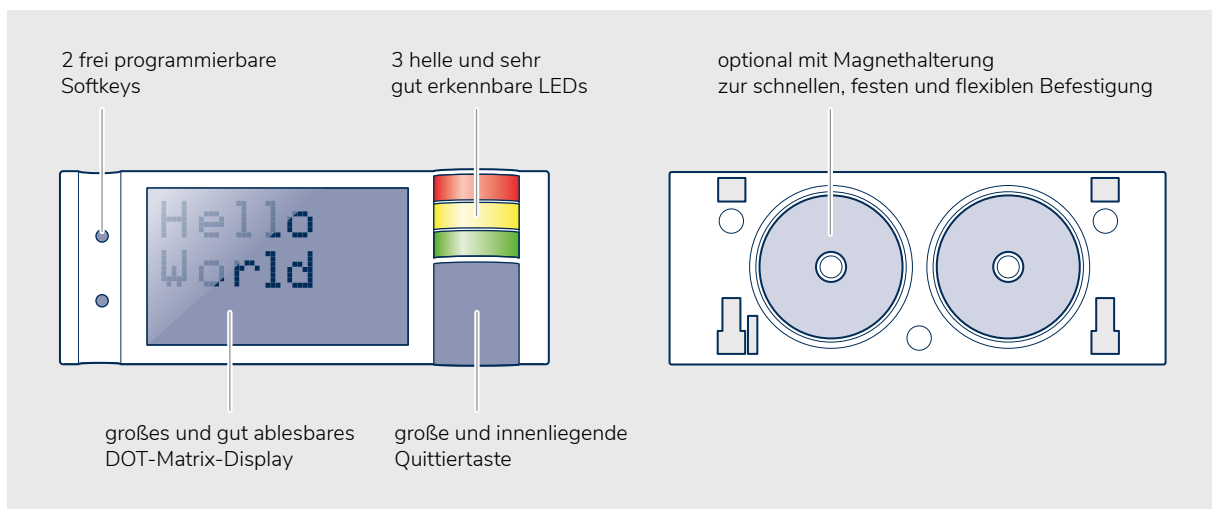 2 frei programmierbare
Softkeys
3 helle und sehr
gut erkennbare LEDs
optional mit Magnethalterung
zur schnellen, festen und flexiblen Befestigung
Hello
World
großes und gut ablesbares
DOT-Matrix-Display
große und innenliegende
Quittiertaste